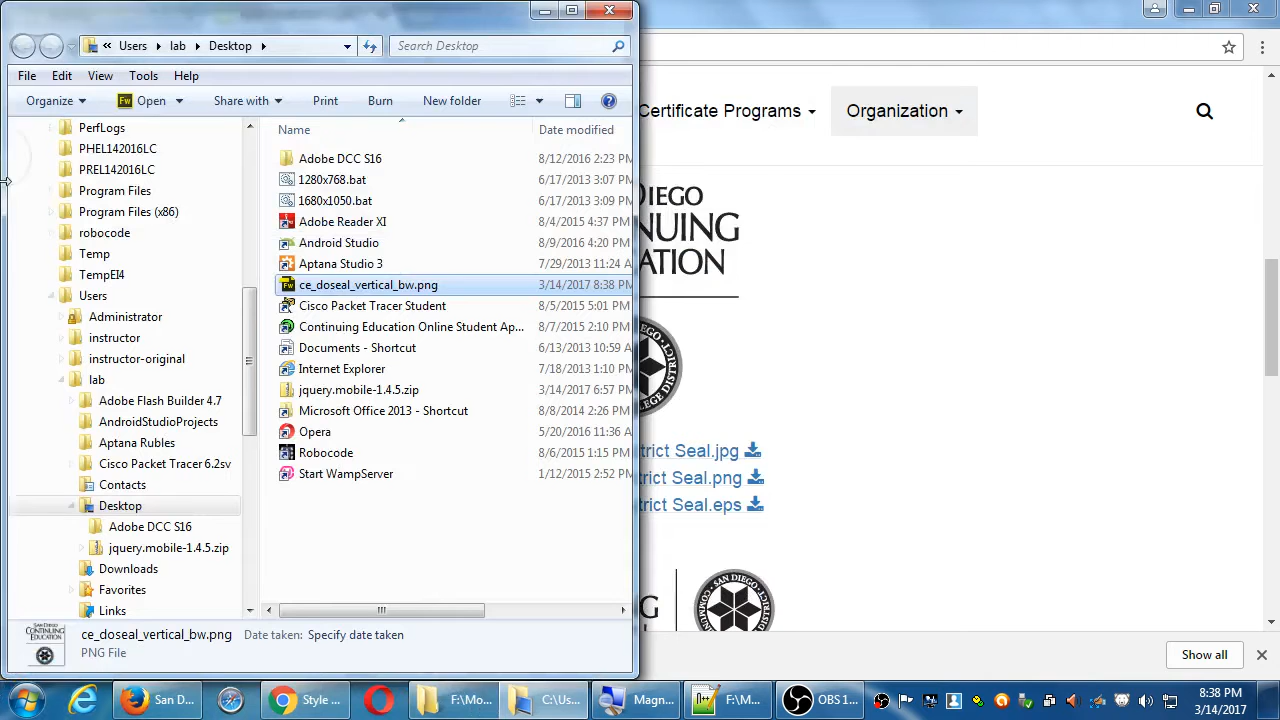 « Users Lab Desktop
Search Desktop
File Edit View Tools Help
Organize Fw Open Share with Print Burn New folder
PerfLogs
PHEL142016LC
PREL142016LC
Program Files
Program Files (x86)
robocode
Temp
TempEl4
Users
Administrator
instructor
instructor-original
lab
Adobe Flash Builder 4.7
AndroidStudioProjects
Aptana Rubles
Cisco Packet Tracer 6.2sv
Contacts
Desktop
Adobe DCC S16
jquery.mobile-1.4.5.zip
Downloads
Favorites
Links
Name Date modified
Adobe DCC S16 8/12/2016 2:23 PM
1280x768.bat 6/17/2013 3:07 PM
1680x1050.bat 6/17/2013 3:09 PM
Adobe Reader XI 8/4/2015 4:37 PM
Android Studio 8/9/2016 4:20 PM
Aptana Studio 3 7/29/2013 11:24 A
ce_doseal_vertical_bw.png 3/14/2017 8:38 PM
Cisco Packet Tracer Student 8/5/2015 5:01 PM
Continuing Education Online Student Ap... 8/7/2015 2:10 PM
Documents - Shortcut 6/13/2013 10:59 A
Internet Explorer 7/18/2013 1:10 PM
jquery.mobile-1.4.5.zip 3/14/2017 6:57 PM
Microsoft Office 2013 - Shortcut 8/8/2014 2:26 PM
Opera 5/20/2016 11:36 A
Robocode 8/6/2015 1:15 PM
Start WampServer 1/12/2015 2:52 PM
ce_doseal_vertical_bw.png Date taken: Specify date taken
PNG File
SAN DIEGO
CONTINUING
EDUCATION
Certificate Programs Organization
DIEGO
NUING
ATION
trict Seal.jpg
trict Seal.png
trict Seal.eps
SAN DIEGO
Show all
San D...
Style ...
F:\Mo...
C:\Us...
Magn...
F:\M...
OBS 1...
8:38 PM
3/14/2017